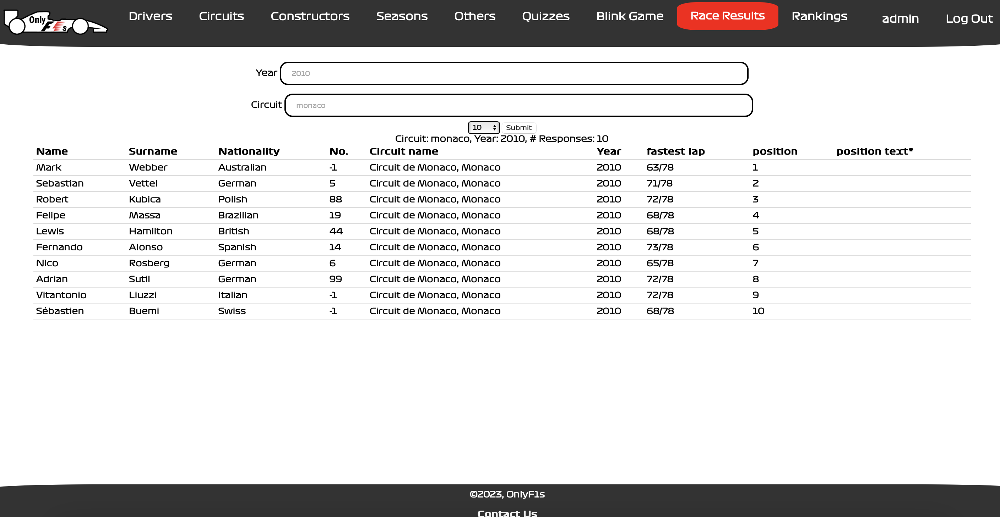 Only F1s Drivers Circuits Constructors Seasons Others Quizzes Blink Game Race Results Rankings admin Log Out
Year 2010
Circuit monaco
10 Submit
Circuit: monaco, Year: 2010, # Responses: 10
Name Surname Nationality No. Circuit name Year fastest lap position position text*
Mark Webber Australian -1 Circuit de Monaco, Monaco 2010 63/78 1
Sebastian Vettel German 5 Circuit de Monaco, Monaco 2010 71/78 2
Robert Kubica Polish 88 Circuit de Monaco, Monaco 2010 72/78 3
Felipe Massa Brazilian 19 Circuit de Monaco, Monaco 2010 68/78 4
Lewis Hamilton British 44 Circuit de Monaco, Monaco 2010 68/78 5
Fernando Alonso Spanish 14 Circuit de Monaco, Monaco 2010 73/78 6
Nico Rosberg German 6 Circuit de Monaco, Monaco 2010 65/78 7
Adrian Sutil German 99 Circuit de Monaco, Monaco 2010 72/78 8
Vitantonio Liuzzi Italian -1 Circuit de Monaco, Monaco 2010 72/78 9
Sébastien Buemi Swiss -1 Circuit de Monaco, Monaco 2010 68/78 10
©2023, OnlyF1s
Contact Us